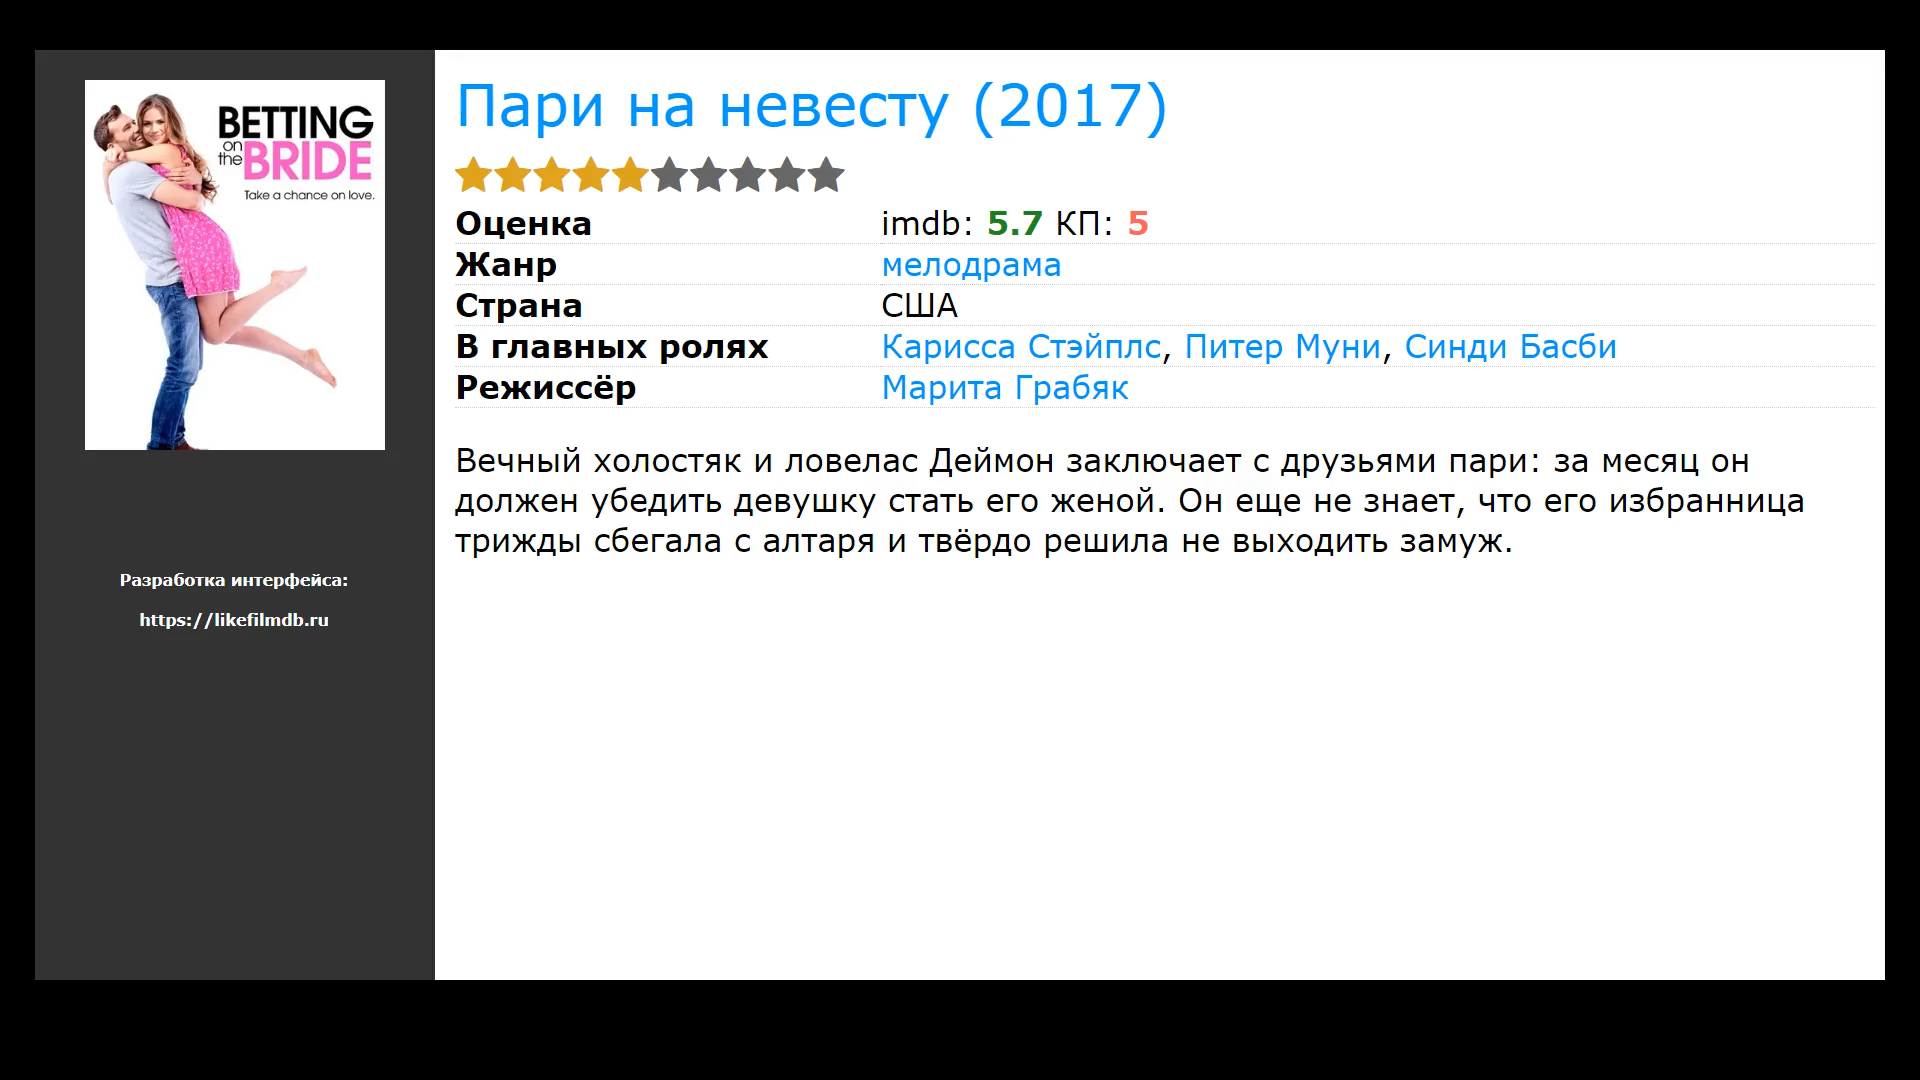 BETTING
on
the BRIDE
Take a chance on love.
Разработка интерфейса:
https://likefilmdb.ru
Пари на невесту (2017)
Оценка imdb: 5.7 КП: 5
Жанр мелодрама
Страна США
В главных ролях Карисса Стэйплс, Питер Муни, Синди Басби
Режиссёр Марита Грабяк
Вечный холостяк и ловелас Деймон заключает с друзьями пари: за месяц он
должен убедить девушку стать его женой. Он еще не знает, что его избранница
трижды сбегала с алтаря и твёрдо решила не выходить замуж.